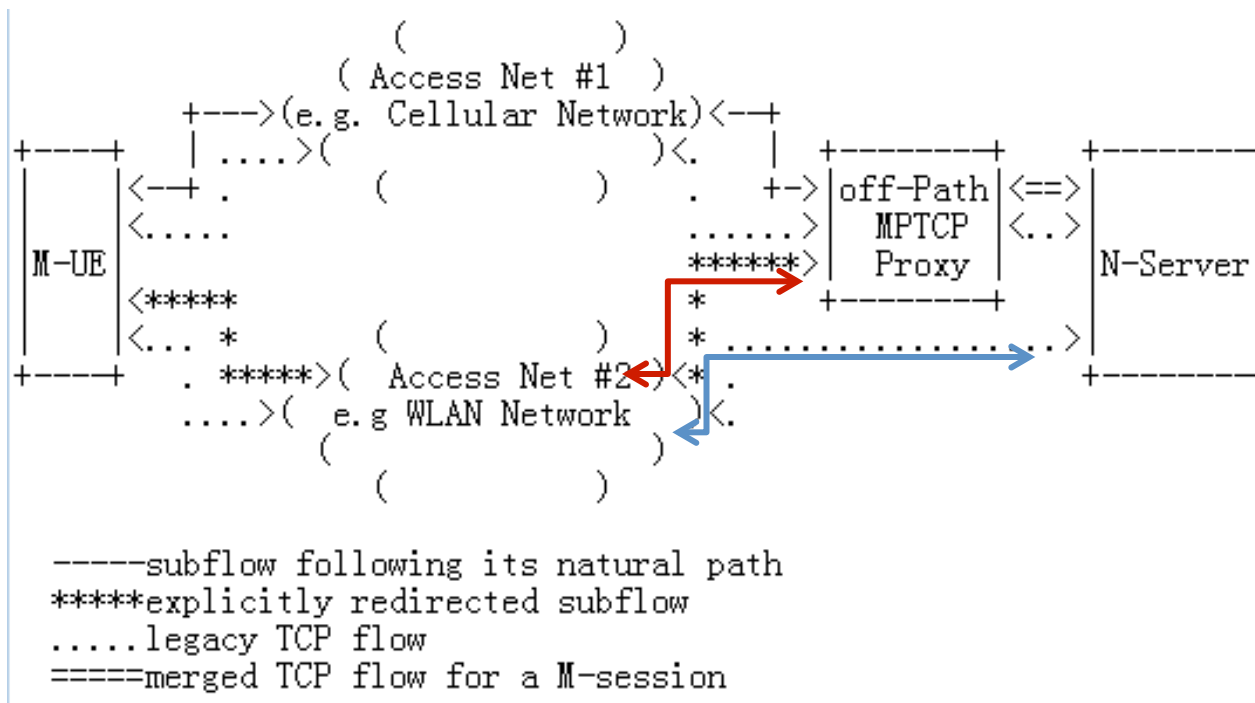 Access Net #1
(e.g. Cellular Network)
M-UE
off-Path
MPTCP
Proxy
N-Server
Access Net #2
e.g WLAN Network
-----subflow following its natural path
*****explicitly redirected subflow
.....legacy TCP flow
=====merged TCP flow for a M-session